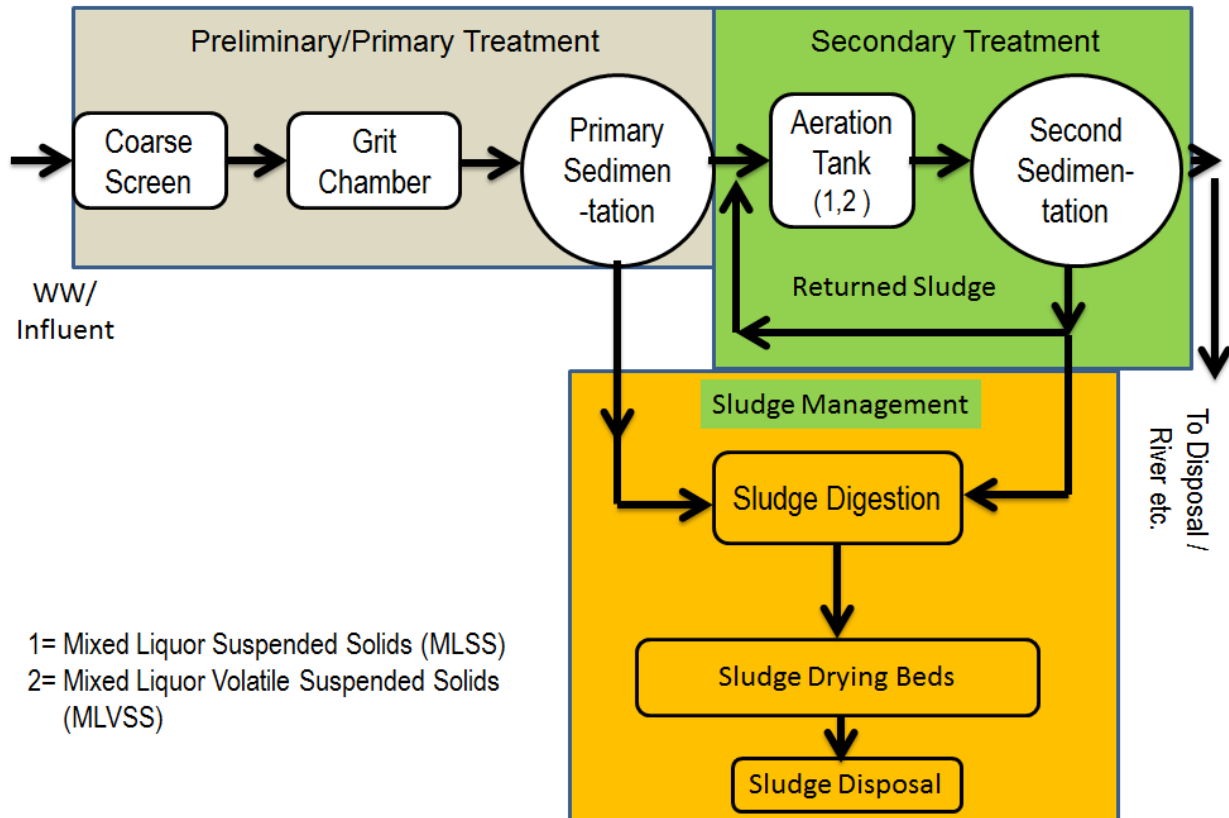 Preliminary/Primary Treatment
Secondary Treatment
Coarse
Screen
Grit
Chamber
Primary
Sedimen
-tation
Aeration
Tank
(1,2 )
Second
Sedimen-
tation
WW/
Influent
Returned Sludge
To Disposal /
River etc.
Sludge Management
Sludge Digestion
Sludge Drying Beds
Sludge Disposal
1= Mixed Liquor Suspended Solids (MLSS)
2= Mixed Liquor Volatile Suspended Solids
(MLVSS)